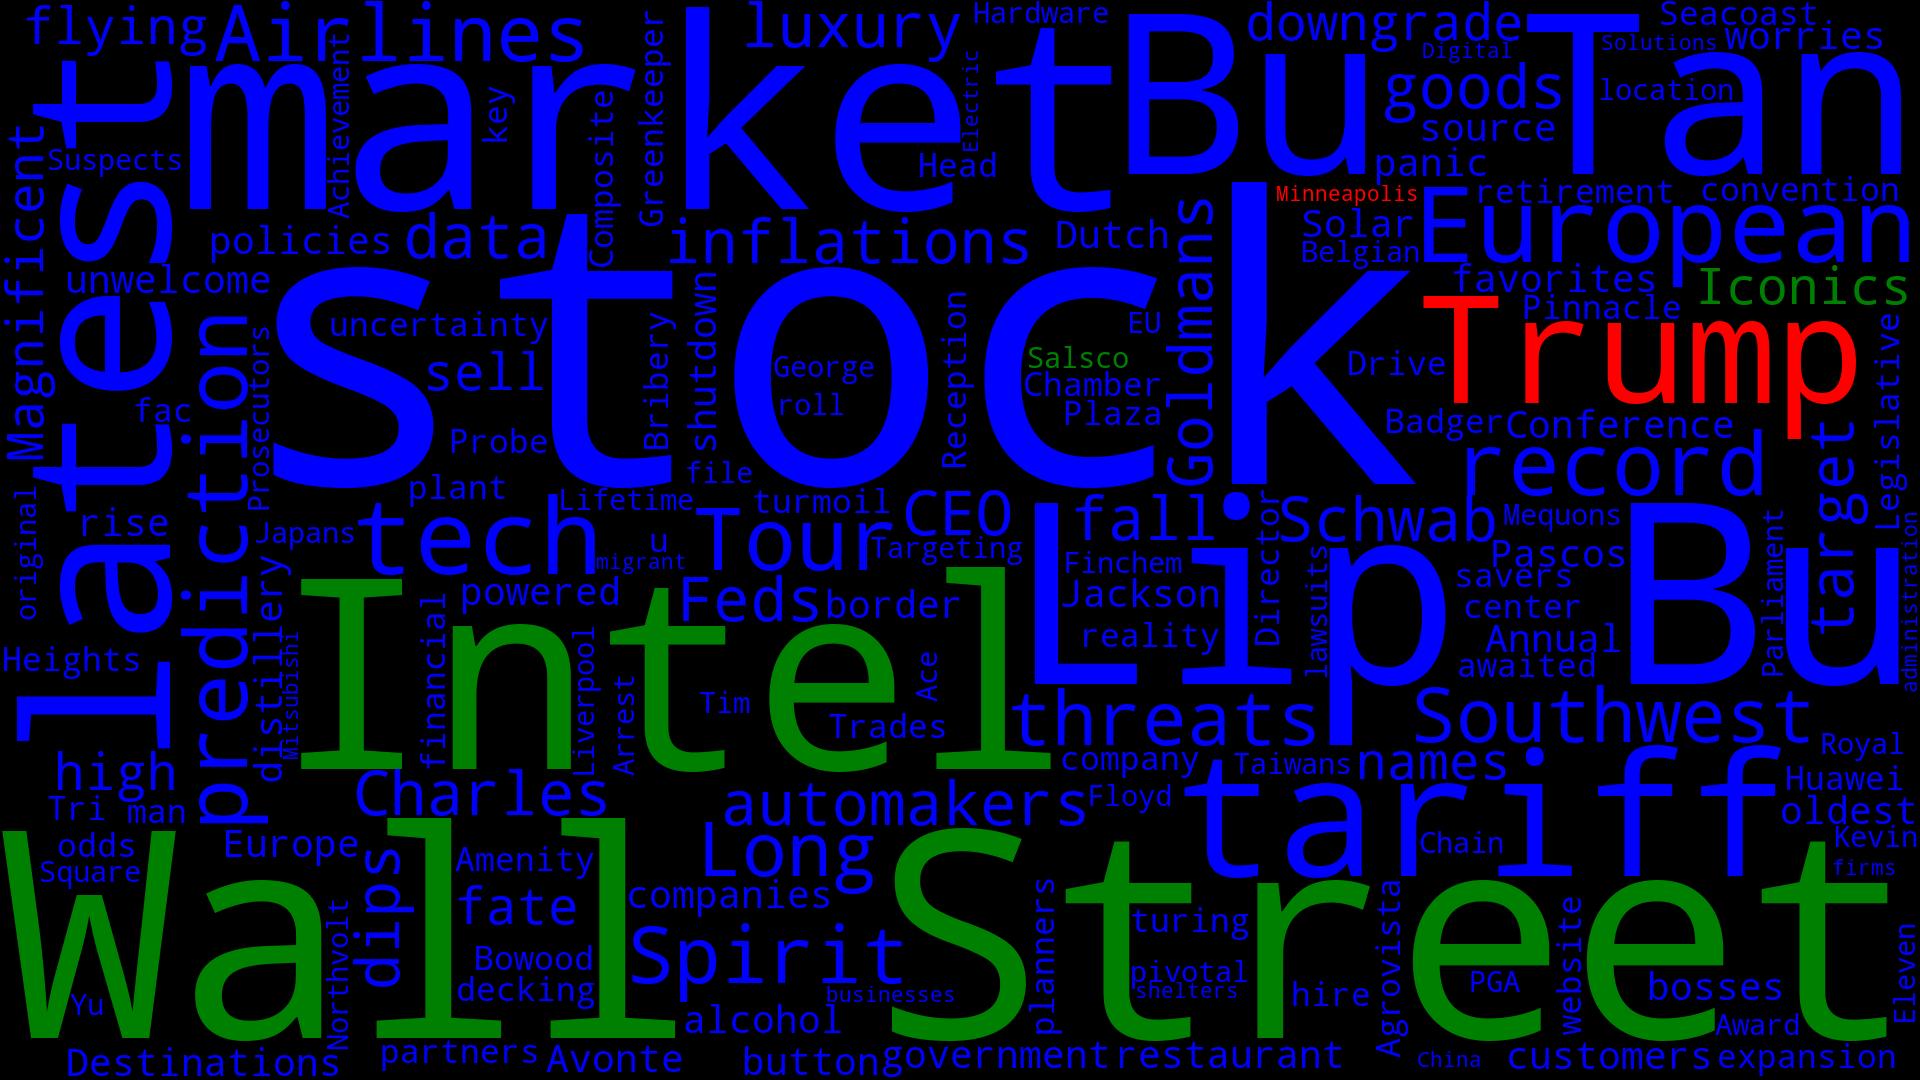 flying
Airlines
luxury
Hardware
downgrade
Seacoast
Solutions
worries
Digital
market
Bu
Tan
goods
location
source
panic
key
Achievement
Composite
Greenkeeper
Electric
Head
Suspects
Magnificent
latest
Minneapolis
retirement
convention
European
Solar
Belgian
policies
data
inflations
Dutch
Goldmans
unwelcome
favorites
Iconics
Pinnacle
stock
Trump
uncertainty
EU
Salsco
Drive
sell
George
Chamber
roll
Plaza
Bribery
shutdown
Reception
prediction
Prosecutors
fac
Probe
Badger
Conference
Legislative
target
record
file
plant
Lifetime
turmoil
CEO
fall
Schwab
Mequons
rise
original
Japans
tech
u
Tour
Targeting
migrant
Finchem
Pascos
savers
Lip
Bu
Director
lawsuits
Parliament
administration
powered
Feds
border
Jackson
center
reality
Annual
awaited
Heights
distillery
Mitsubishi
Intel
financial
Liverpool
Arrest
Ace
Tim
Trades
threats
Southwest
Royal
high
company
Taiwans
names
Huawei
Charles
automakers
Floyd
tariff
oldest
Tri
man
odds
Square
Europe
dips
Amenity
Long
Chain
Kevin
firms
fate
companies
Wall
Street
planners
turing
Agrovista
website
Eleven
Northvolt
Bowood
Spirit
decking
businesses
pivotal
shelters
hire
PGA
bosses
Yu
alcohol
Award
Destinations
partners
Avonte
button
government
restaurant
China
customers
expansion